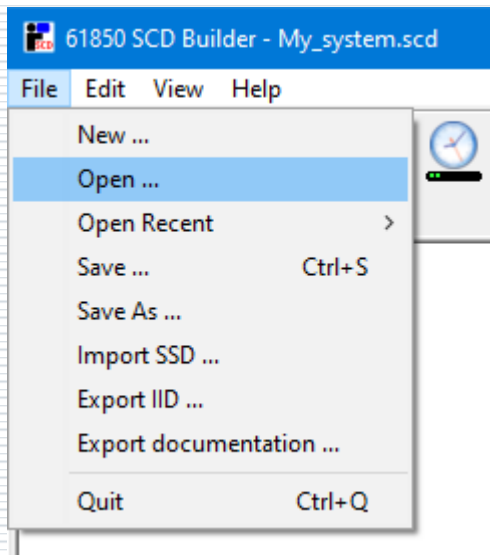 61850 SCD Builder - My_system.scd
File Edit View Help
New ...
Open ...
Open Recent >
Save ... Ctrl+S
Save As ...
Import SSD ...
Export IID ...
Export documentation ...
Quit Ctrl+Q